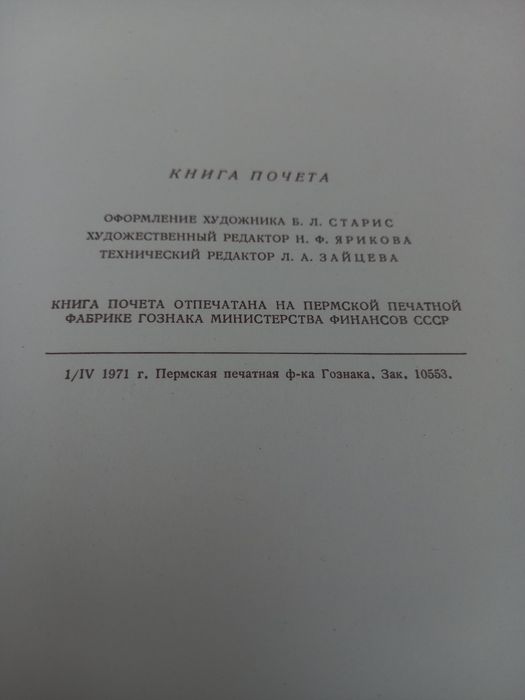 КНИГА ПОЧЕТА
ОФОРМЛЕНИЕ ХУДОЖНИКА Б. Л. СТАРИС
ХУДОЖЕСТВЕННЫЙ РЕДАКТОР Н. Ф. ЯРИКОВА
ТЕХНИЧЕСКИЙ РЕДАКТОР Л. А. ЗАЙЦЕВА
КНИГА ПОЧЕТА ОТПЕЧАТАНА НА ПЕРМСКОЙ ПЕЧАТНОЙ
ФАБРИКЕ ГОЗНАКА МИНИСТЕРСТВА ФИНАНСОВ СССР
1/IV 1971 г. Пермская печатная ф-ка Гознака. Зак. 10553.